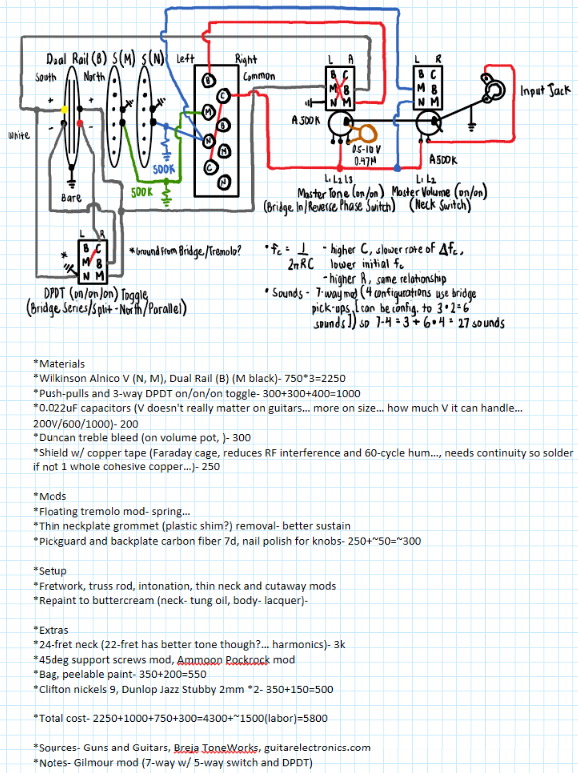 Dual Rail (B) S(M) S(N) Left Right
South North Common
White
Bare
500K
500K
L R
B C
M B
N M
DPDT (on/on/on) Toggle
(Bridge Series/Split-North/Parallel)
*Ground from Bridge/Tremolo?
B
C
M
B
N
M
C
N
L R
B C
M B
N M
A500K
0.5-10V
0.47M
L1 L2 L3
Master Tone (on/on)
(Bridge In/Reverse Phase Switch)
L R
B C
M B
N M
A500K
L1 L2
Master Volume (on/on)
(Neck Switch)
Input Jack
• fc = 1/2πRC - higher C, slower rate of Δfc,
lower initial fc
- higher R, same relationship
• Sounds - 7-way mod (4 configurations use bridge
pick-ups, (can be config. to 3•2=6
sounds)) so 7-4=3+6•4=27 sounds
*Materials
*Wilkinson Alnico V (N, M), Dual Rail (B) (M black)- 750*3=2250
*Push-pulls and 3-way DPDT on/on/on toggle- 300+300+400=1000
*0.022uF capacitors (V doesn't really matter on guitars... more on size... how much V it can handle...
200V/600/1000)- 200
*Duncan treble bleed (on volume pot, )- 300
*Shield w/ copper tape (Faraday cage, reduces RF interference and 60-cycle hum..., needs continuity so solder
if not 1 whole cohesive copper...)- 250
*Mods
*Floating tremolo mod- spring...
*Thin neckplate grommet (plastic shim?) removal- better sustain
*Pickguard and backplate carbon fiber 7d, nail polish for knobs- 250+~50=~300
*Setup
*Fretwork, truss rod, intonation, thin neck and cutaway mods
*Repaint to buttercream (neck- tung oil, body- lacquer)-
*Extras
*24-fret neck (22-fret has better tone though?... harmonics)- 3k
*45deg support screws mod, Ammoon Pockrock mod
*Bag, peelable paint- 350+200=550
*Clifton nickels 9, Dunlop Jazz Stubby 2mm *2- 350+150=500
*Total cost- 2250+1000+750+300=4300+~1500(labor)=5800
*Sources- Guns and Guitars, Breja ToneWorks, guitarelectronics.com
*Notes- Gilmour mod (7-way w/ 5-way switch and DPDT)